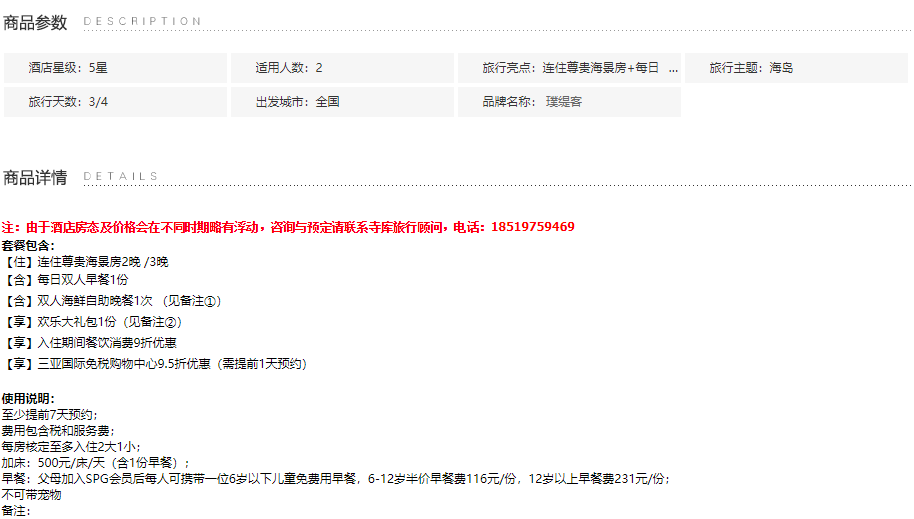 商品参数 DESCRIPTION
酒店星级：5星 适用人数：2 旅行亮点：连住尊贵海景房+每日 ... 旅行主题：海岛
旅行天数：3/4 出发城市：全国 品牌名称： 璞缇客
商品详情 DETAILS
注：由于酒店房态及价格会在不同时期略有浮动，咨询与预定请联系寺库旅行顾问，电话：18519759469
套餐包含：
【住】连住尊贵海景房2晚 /3晚
【含】每日双人早餐1份
【含】双人海鲜自助晚餐1次 （见备注①）
【享】欢乐大礼包1份（见备注②）
【享】入住期间餐饮消费9折优惠
【享】三亚国际免税购物中心9.5折优惠（需提前1天预约）
使用说明：
至少提前7天预约；
费用包含税和服务费；
每房核定至多入住2大1小；
加床：500元/床/天（含1份早餐）；
早餐：父母加入SPG会员后每人可携带一位6岁以下儿童免费用早餐，6-12岁半价早餐费116元/份，12岁以上早餐费231元/份；
不可带宠物
备注：